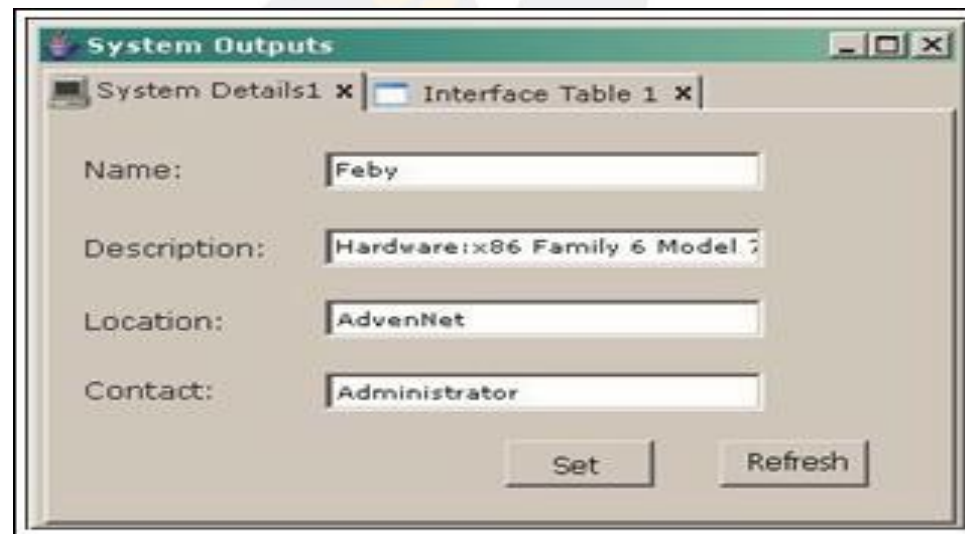 System Outputs
System Details1 x Interface Table 1 x
Name: Feby
Description: Hardware:x86 Family 6 Model
Location: AdvenNet
Contact: Administrator
Set Refresh